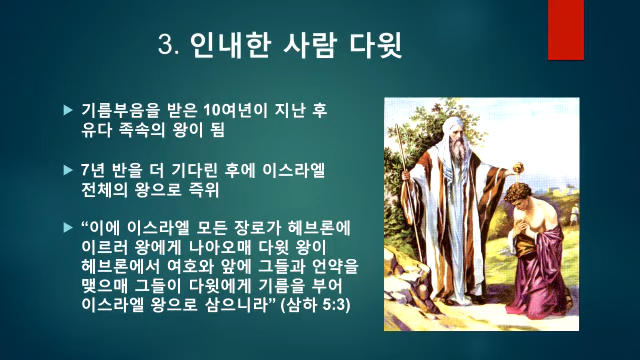 3. 인내한 사람 다윗
기름부음을 받은 10여년이 지난 후
유다 족속의 왕이 됨
7년 반을 더 기다린 후에 이스라엘
전체의 왕으로 즉위
“이에 이스라엘 모든 장로가 헤브론에
이르러 왕에게 나아오매 다윗 왕이
헤브론에서 여호와 앞에 그들과 언약을
맺으매 그들이 다윗에게 기름을 부어
이스라엘 왕으로 삼으니라” (삼하 5:3)